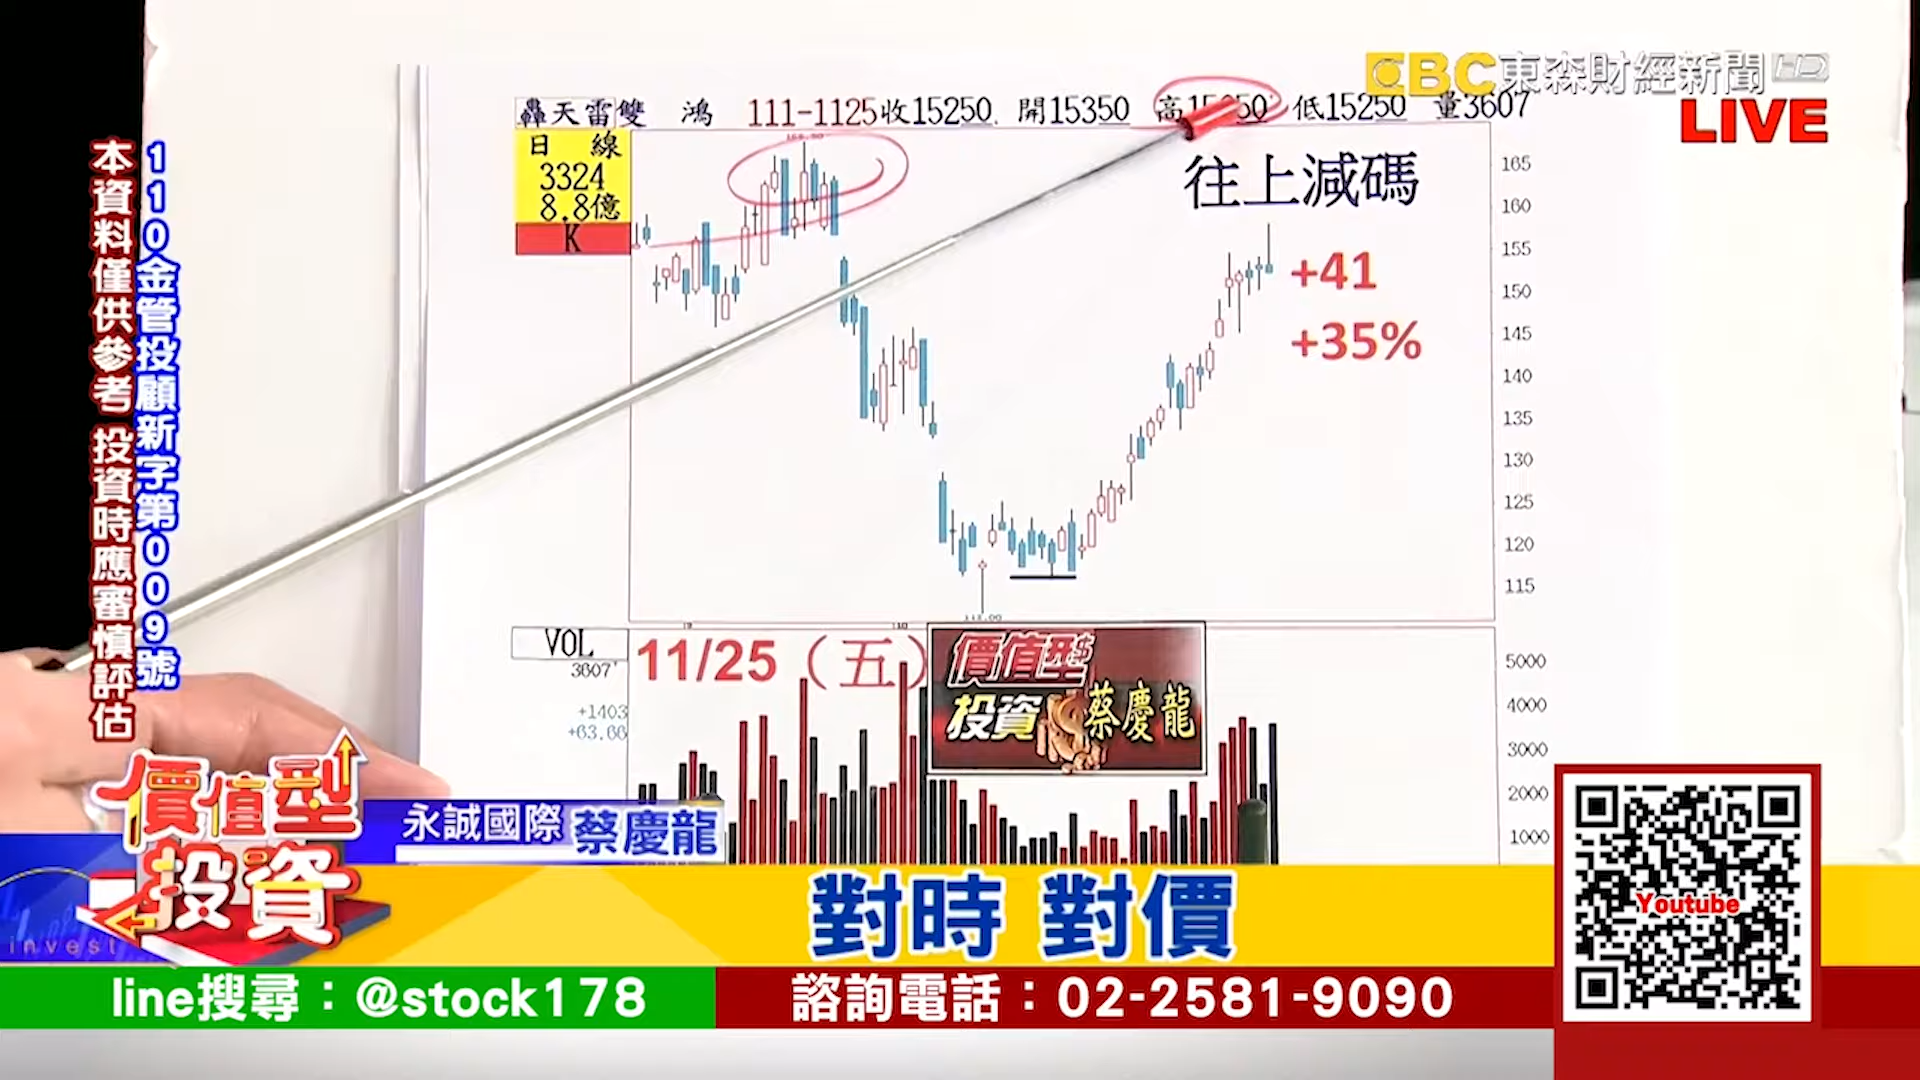 EBC東森財經新聞HD
LIVE
轟天雷雙 鴻 111-1125收15250 開15350 低15250 量3607
日 線
3324
8.8億
K
往上減碼
+41
+35%
165
160
155
150
145
140
135
130
125
120
115
VOL
3607
+1403
+63.66
11/25（五）
價值型
投資
蔡慶龍
5000
4000
3000
2000
1000
110金管投顧新字第009號
本資料僅供參考 投資時應審慎評估
價值型
投資
invest
永誠國際 蔡慶龍
對時 對價
Youtube
line搜尋：@stock178
諮詢電話：02-2581-9090